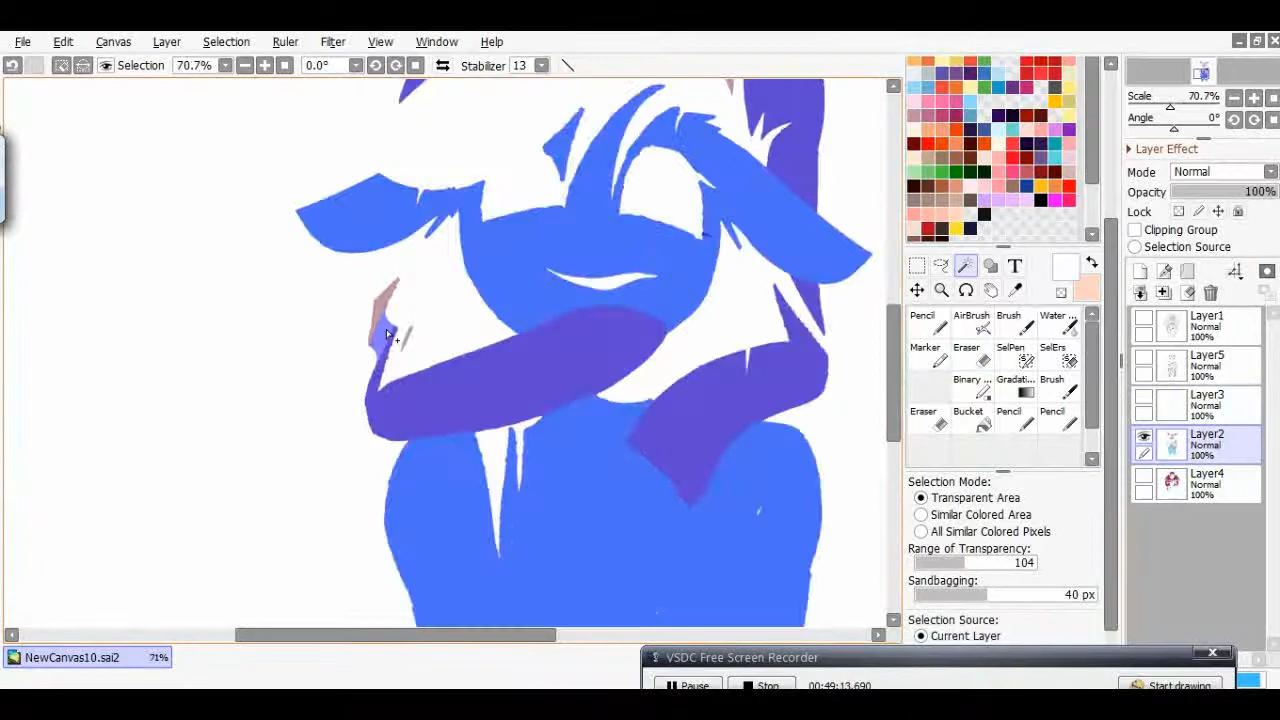 File Edit Canvas Layer Selection Ruler Filter View Window Help
Selection 70.7% 0.0° Stabilizer 13
Scale 70.7%
Angle 0°
Layer Effect
Mode Normal
Opacity 100%
Lock
Clipping Group
Selection Source
T
Pencil AirBrush Brush Water ...
Marker Eraser SelPen SelErs
Binary ... Gradati... Brush
Eraser Bucket Pencil Pencil
Layer1
Normal
100%
Layer5
Normal
100%
Layer3
Normal
100%
Layer2
Normal
100%
Layer4
Normal
100%
Selection Mode:
Transparent Area
Similar Colored Area
All Similar Colored Pixels
Range of Transparency:
104
Sandbagging:
40 px
Selection Source:
Current Layer
NewCanvas10.sai2 71%
VSDC Free Screen Recorder
Pause Stop 00:49:13.690 Start drawing